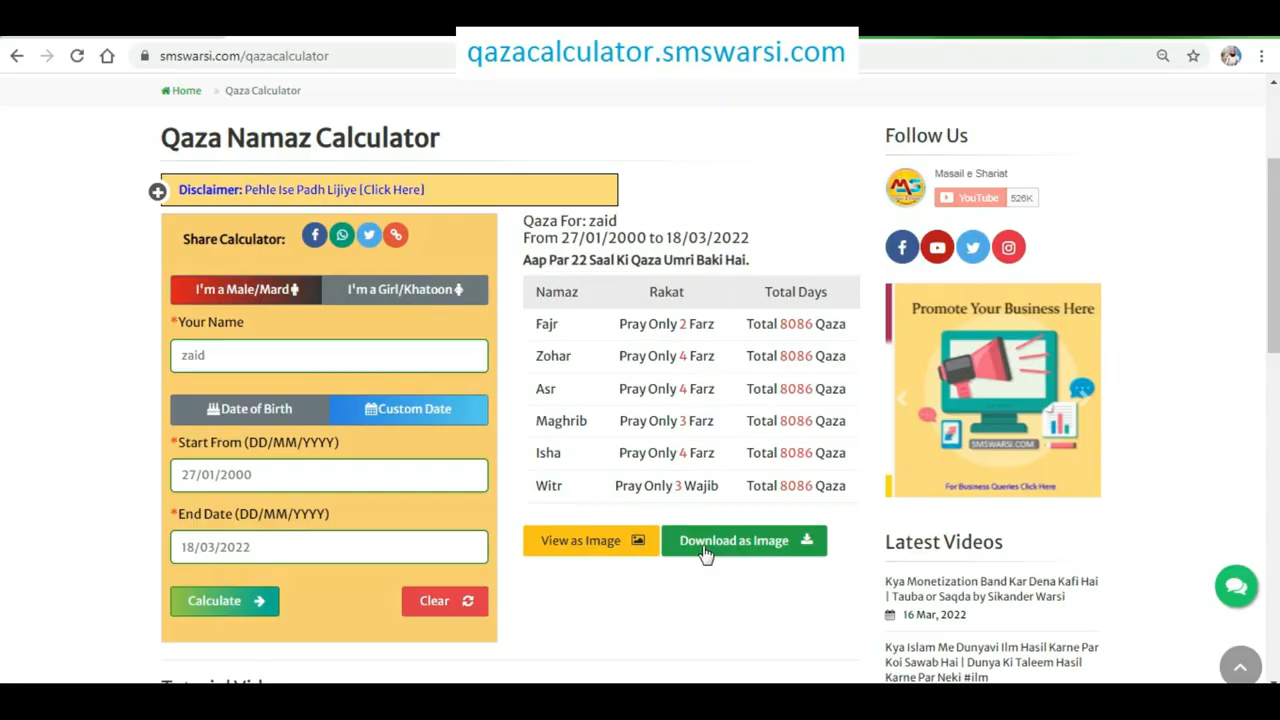 qazacalculator.smswarsi.com
smswarsi.com/qazacalculator
Home » Qaza Calculator
Qaza Namaz Calculator
Disclaimer: Pehle Ise Padh Lijiye [Click Here]
Share Calculator:
I'm a Male/Mard
I'm a Girl/Khatoon
*Your Name
zaid
Date of Birth
Custom Date
*Start From (DD/MM/YYYY)
27/01/2000
*End Date (DD/MM/YYYY)
18/03/2022
Calculate
Clear
Qaza For: zaid
From 27/01/2000 to 18/03/2022
Aap Par 22 Saal Ki Qaza Umri Baki Hai.
Namaz Rakat Total Days
Fajr Pray Only 2 Farz Total 8086 Qaza
Zohar Pray Only 4 Farz Total 8086 Qaza
Asr Pray Only 4 Farz Total 8086 Qaza
Maghrib Pray Only 3 Farz Total 8086 Qaza
Isha Pray Only 4 Farz Total 8086 Qaza
Witr Pray Only 3 Wajib Total 8086 Qaza
View as Image
Download as Image
Follow Us
MS
Masail e Shariat
YouTube 526K
Promote Your Business Here
SMSWARSI.COM
For Business Queries Click Here
Latest Videos
Kya Monetization Band Kar Dena Kafi Hai
| Tauba or Saqda by Sikander Warsi
16 Mar, 2022
Kya Islam Me Dunyavi Ilm Hasil Karne Par
Koi Sawab Hai | Dunya Ki Taleem Hasil
Karne Par Neki #ilm